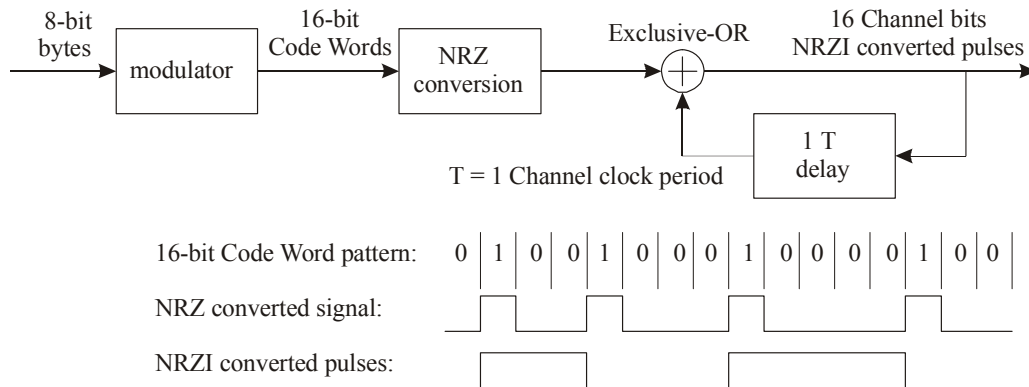 8-bit
bytes
modulator
16-bit
Code Words
NRZ
conversion
Exclusive-OR
16 Channel bits
NRZI converted pulses
1 T
delay
T = 1 Channel clock period
16-bit Code Word pattern: 0 1 0 0 1 0 0 0 1 0 0 0 0 1 0 0
NRZ converted signal:
NRZI converted pulses: